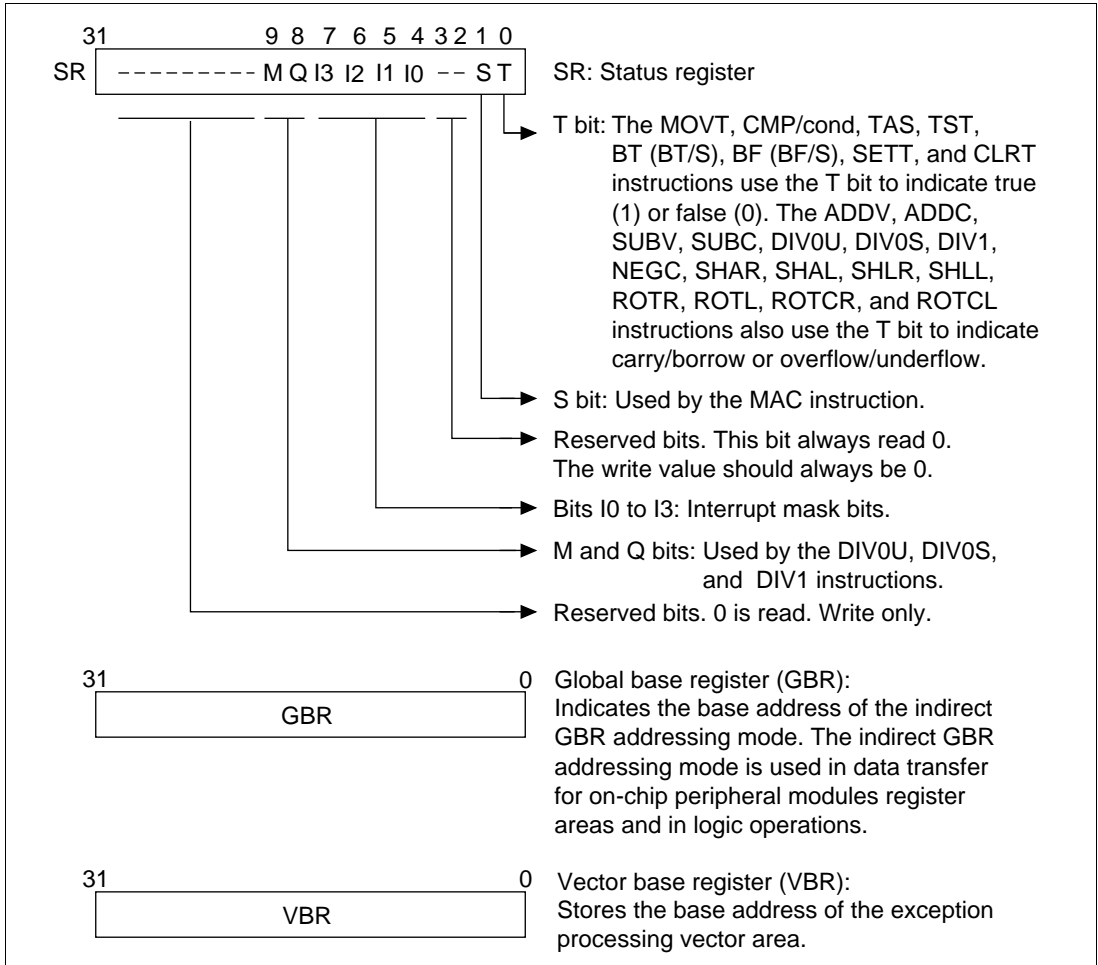 31 9 8 7 6 5 4 3 2 1 0
SR --------- M Q I3 I2 I1 I0 -- S T SR: Status register
T bit: The MOVT, CMP/cond, TAS, TST,
BT (BT/S), BF (BF/S), SETT, and CLRT
instructions use the T bit to indicate true
(1) or false (0). The ADDV, ADDC,
SUBV, SUBC, DIV0U, DIV0S, DIV1,
NEGC, SHAR, SHAL, SHLR, SHLL,
ROTR, ROTL, ROTCR, and ROTCL
instructions also use the T bit to indicate
carry/borrow or overflow/underflow.
S bit: Used by the MAC instruction.
Reserved bits. This bit always read 0.
The write value should always be 0.
Bits I0 to I3: Interrupt mask bits.
M and Q bits: Used by the DIV0U, DIV0S,
and DIV1 instructions.
Reserved bits. 0 is read. Write only.
31 0 Global base register (GBR):
GBR Indicates the base address of the indirect
GBR addressing mode. The indirect GBR
addressing mode is used in data transfer
for on-chip peripheral modules register
areas and in logic operations.
31 0 Vector base register (VBR):
VBR Stores the base address of the exception
processing vector area.